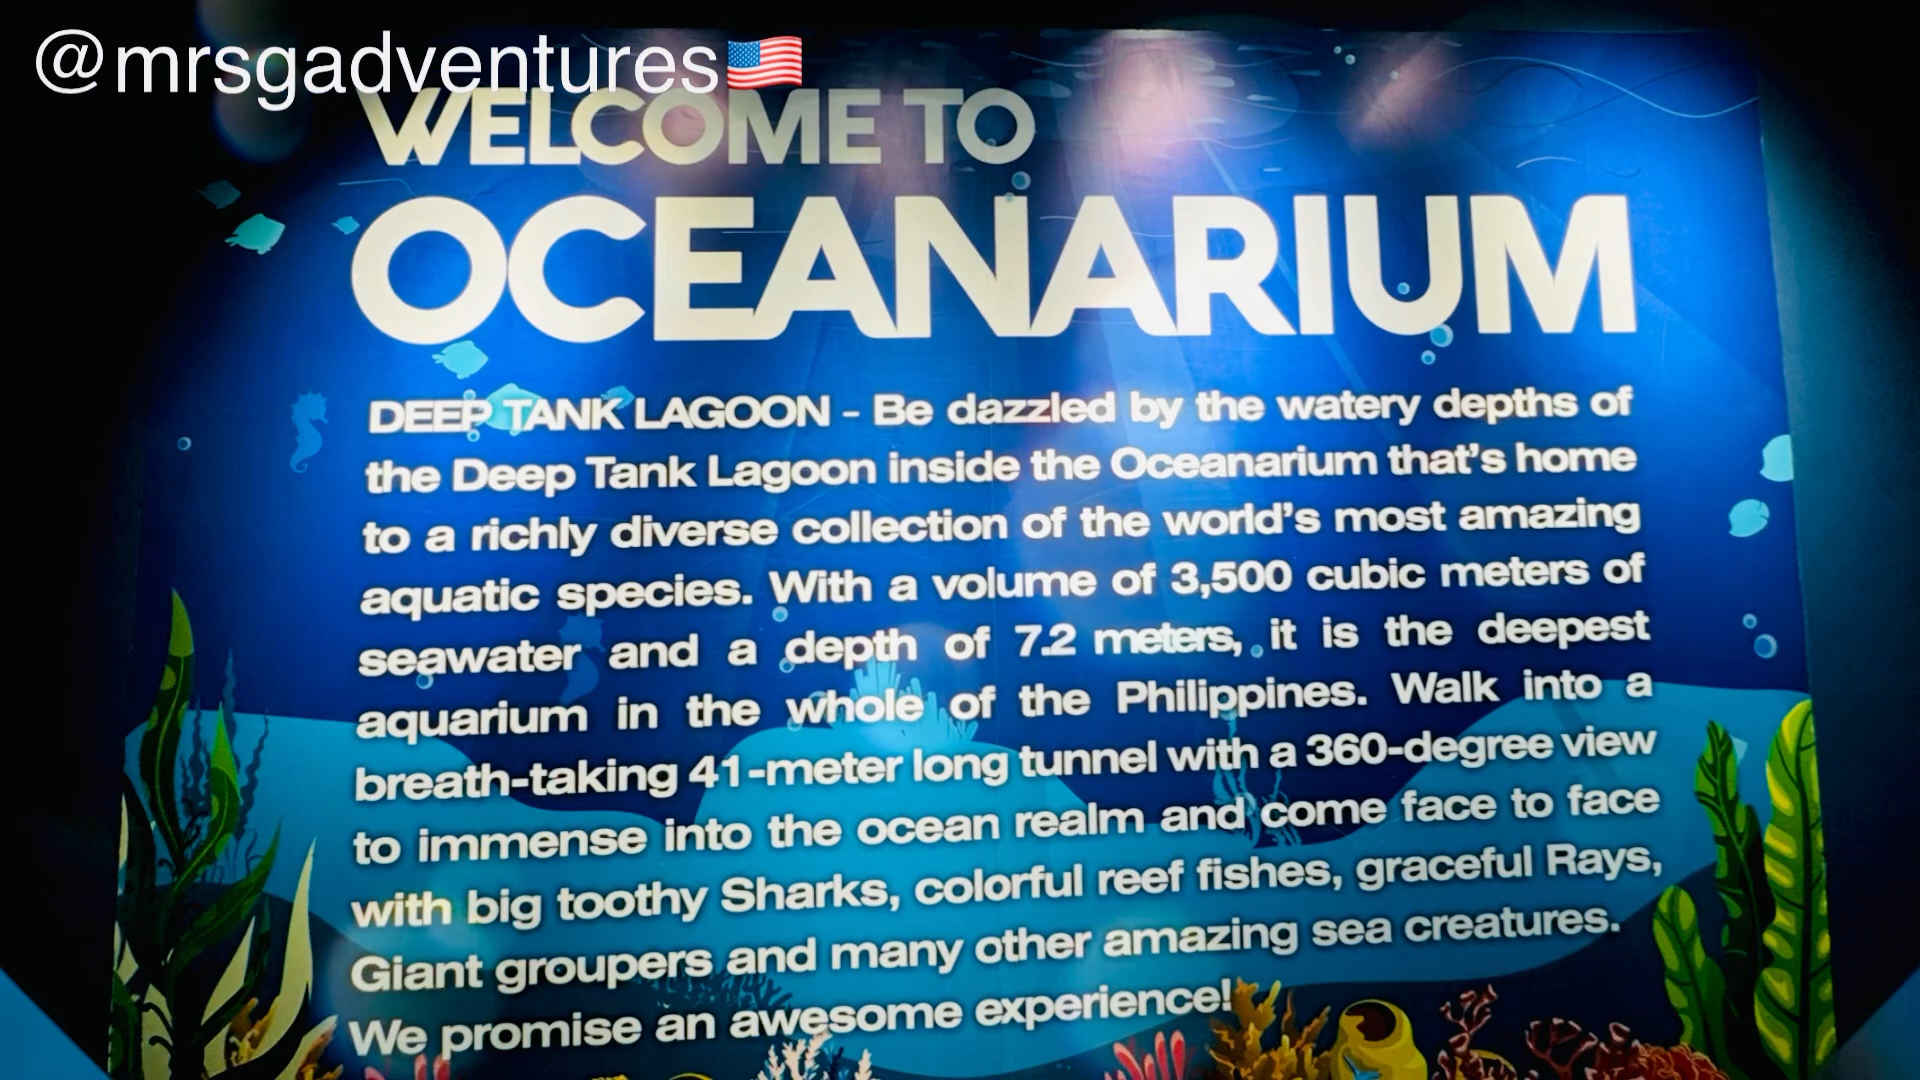 @mrsgadventures🇺🇸
WELCOME TO
OCEANARIUM
DEEP TANK LAGOON - Be dazzled by the watery depths of
the Deep Tank Lagoon inside the Oceanarium that's home
to a richly diverse collection of the world's most amazing
aquatic species. With a volume of 3,500 cubic meters of
seawater and a depth of 7.2 meters, it is the deepest
aquarium in the whole of the Philippines. Walk into a
breath-taking 41-meter long tunnel with a 360-degree view
to immense into the ocean realm and come face to face
with big toothy Sharks, colorful reef fishes, graceful Rays,
Giant groupers and many other amazing sea creatures.
We promise an awesome experience!